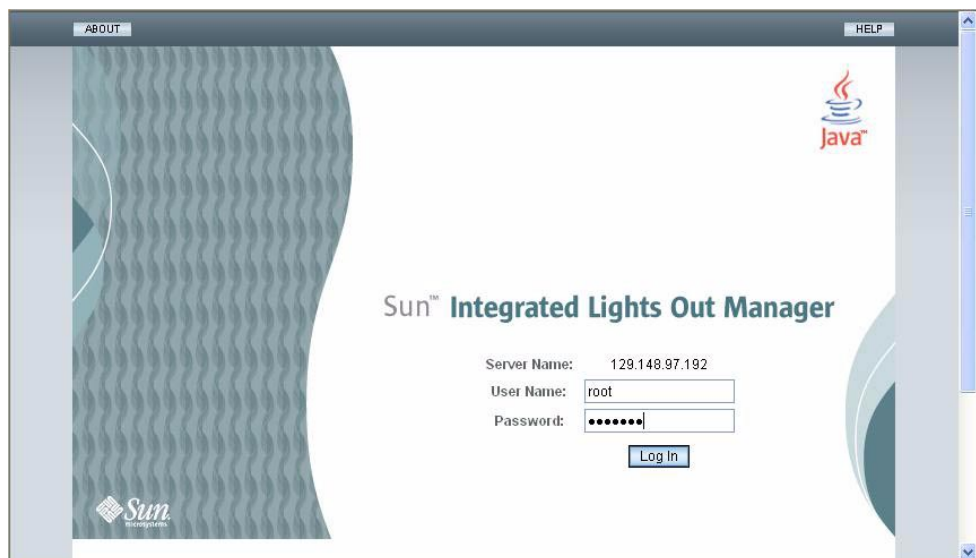 ABOUT
HELP
Java™
Sun™ Integrated Lights Out Manager
Server Name: 129.148.97.192
User Name: root
Password: •••••••
Log In
Sun
microsystems